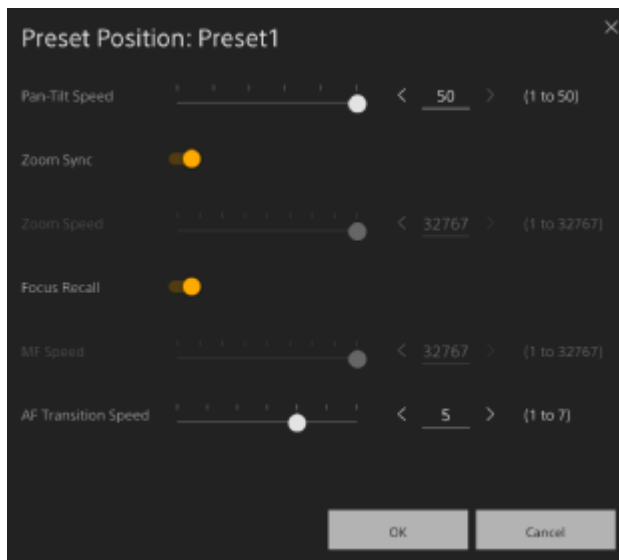 Preset Position: Preset1
Pan-Tilt Speed 50 (1 to 50)
Zoom Sync
Zoom Speed 32767 (1 to 32767)
Focus Recall
MF Speed 32767 (1 to 32767)
AF Transition Speed 5 (1 to 7)
OK Cancel